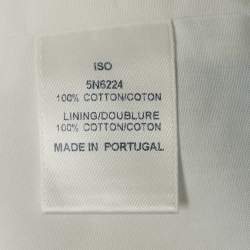 ISO
5N6224
100% COTTON/COTON
LINING/DOUBLURE
100% COTTON/COTON
MADE IN PORTUGAL